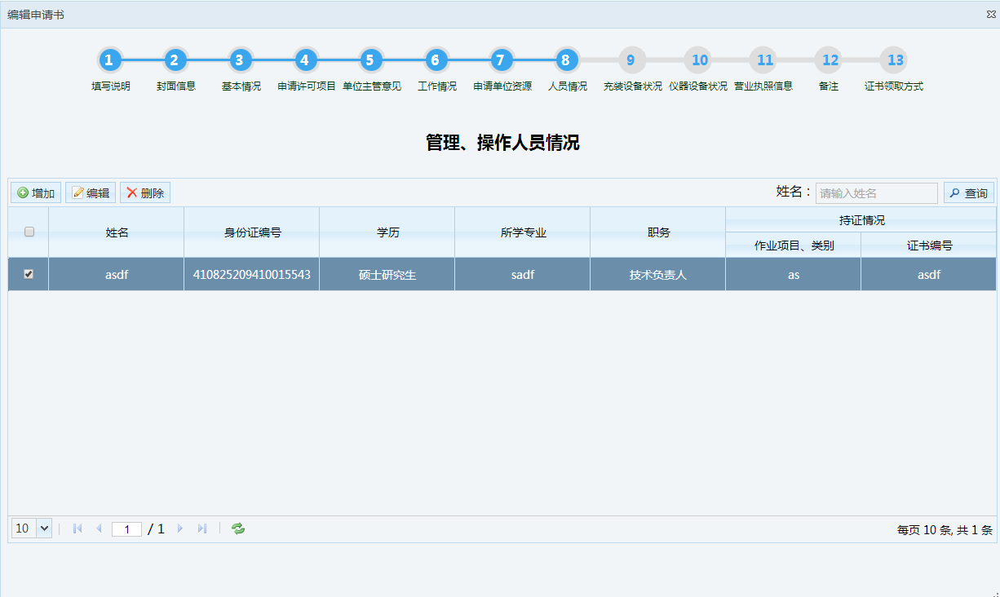 编辑申请书
1 2 3 4 5 6 7 8 9 10 11 12 13
填写说明 封面信息 基本情况 申请许可项目 单位主管意见 工作情况 申请单位资源 人员情况 充装设备状况 仪器设备状况 营业执照信息 备注 证书领取方式
管理、操作人员情况
增加 编辑 删除 姓名： 请输入姓名 查询
姓名 身份证编号 学历 所学专业 职务 持证情况
作业项目、类别 证书编号
asdf 410825209410015543 硕士研究生 sadf 技术负责人 as asdf
10 1 / 1 每页 10 条, 共 1 条